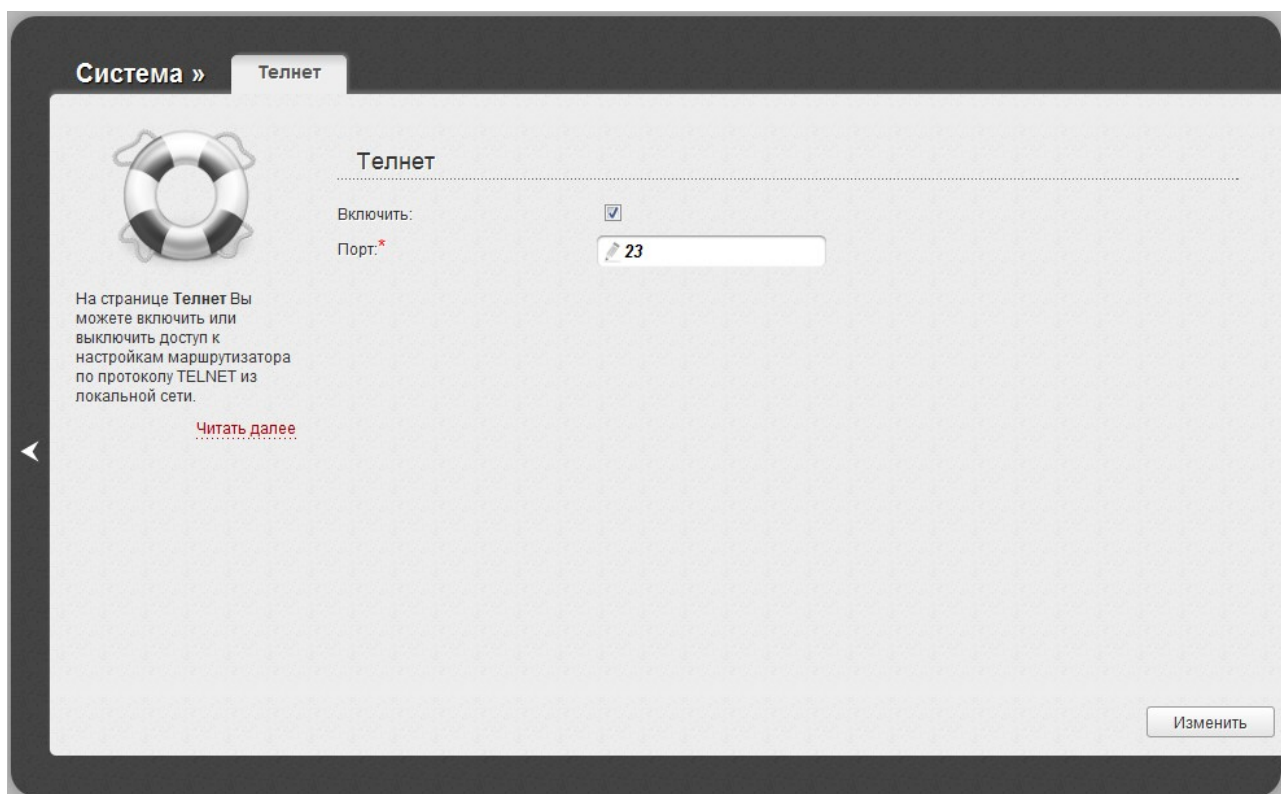 Система »
Телнет
Телнет
Включить:
Порт:*
23
На странице Телнет Вы
можете включить или
выключить доступ к
настройкам маршрутизатора
по протоколу TELNET из
локальной сети.
Читать далее
Изменить